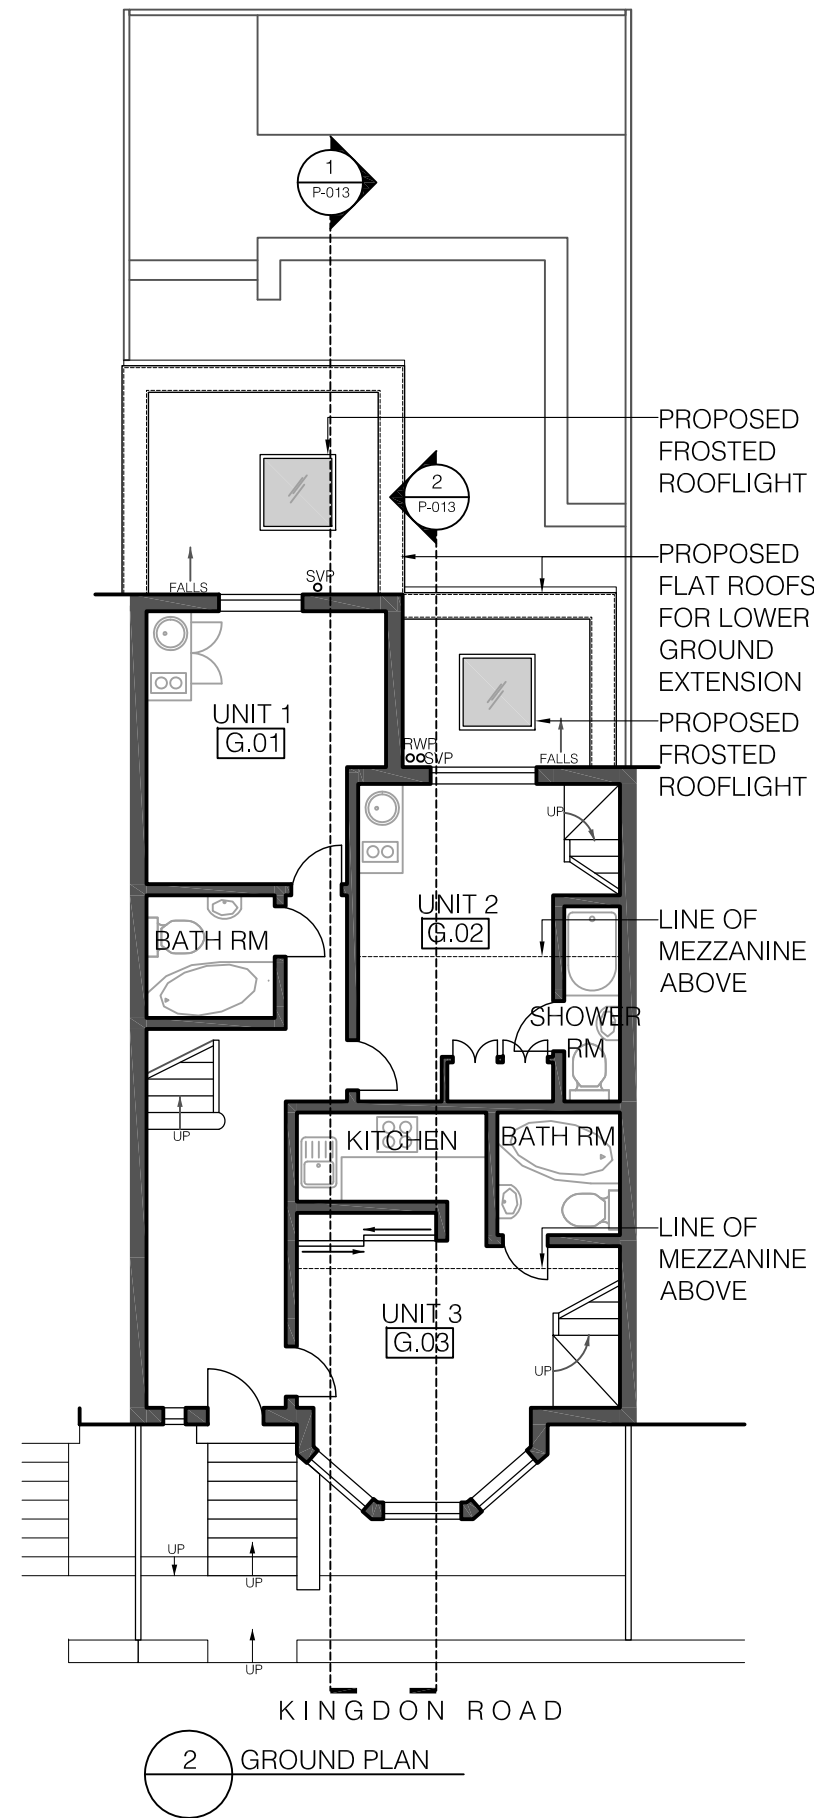 1
P-013
PROPOSED
FROSTED
ROOFLIGHT
2
P-013
PROPOSED
FLAT ROOFS
FOR LOWER
GROUND
EXTENSION
FALLS
SVP
UNIT 1
G.01
PROPOSED
FROSTED
ROOFLIGHT
RWP
SVP
FALLS
UP
UNIT 2
G.02
LINE OF
MEZZANINE
ABOVE
BATH RM
SHOWER
RM
UP
KITCHEN
BATH RM
LINE OF
MEZZANINE
ABOVE
UNIT 3
G.03
UP
UP
UP
UP
KINGDON ROAD
2
GROUND PLAN